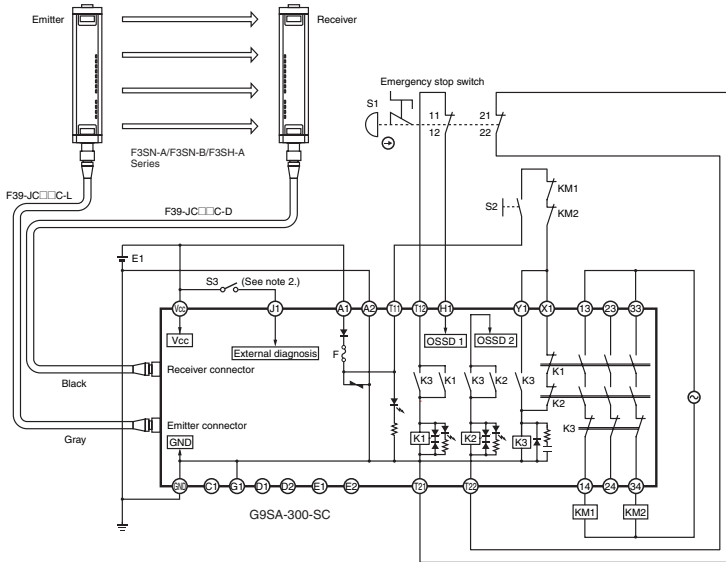 Emitter
Receiver
F3SN-A/F3SN-B/F3SH-A
Series
F39-JC□□C-L
F39-JC□□C-D
Emergency stop switch
S1
11
12
21
22
S2
KM1
KM2
E1
S3
(See note 2.)
Vcc
J1
A1
A2
T11
T12
H1
Y1
X1
13
23
33
Vcc
External diagnosis
F
OSSD 1
OSSD 2
Receiver connector
K3
K1
K3
K2
K3
K1
K2
Black
Emitter connector
Gray
GND
K1
K2
K3
K3
GND
C1
G1
D1
D2
E1
E2
T21
T22
14
24
34
G9SA-300-SC
KM1
KM2